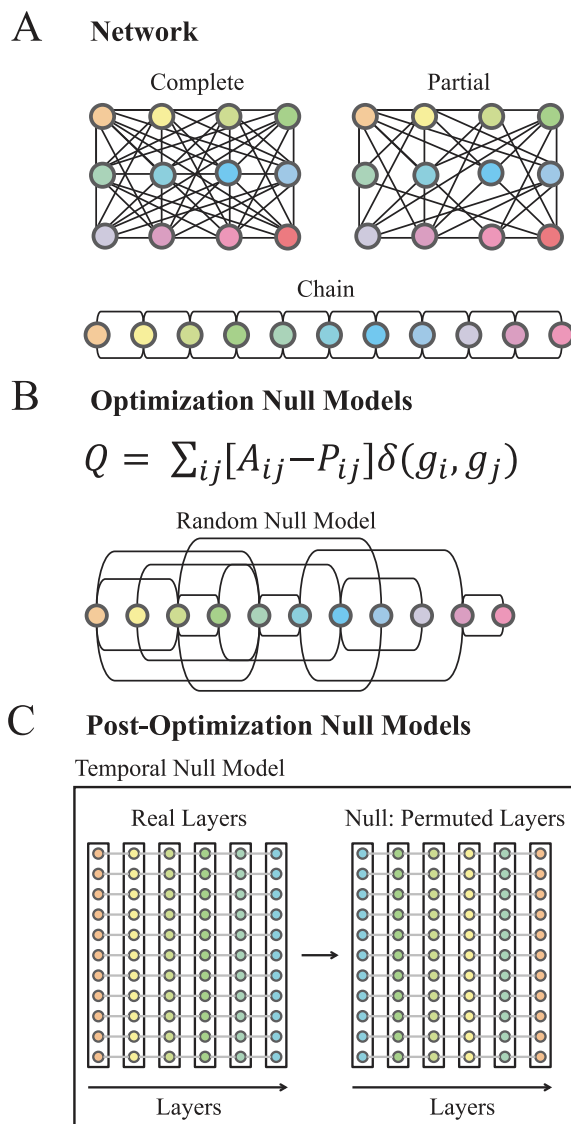 A Network
Complete Partial
Chain
B Optimization Null Models
Q = ∑ij[Aij−Pij]δ(gi, gj)
Random Null Model
C Post-Optimization Null Models
Temporal Null Model
Real Layers Null: Permuted Layers
Layers Layers